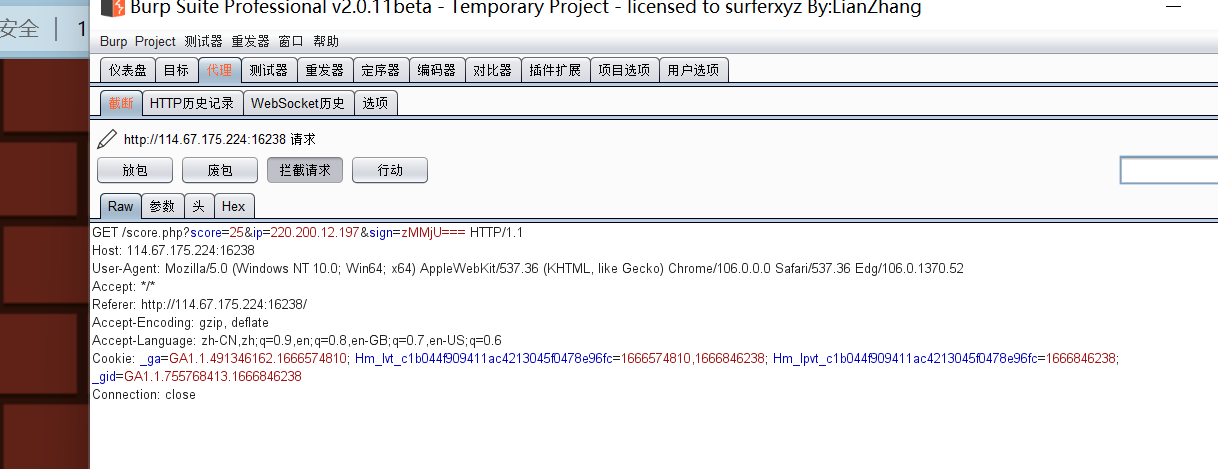 安全 | 1
Burp Suite Professional v2.0.11beta - Temporary Project - licensed to surferxyz By:LianZhang
Burp Project 测试器 重发器 窗口 帮助
仪表盘 目标 代理 测试器 重发器 定序器 编码器 对比器 插件扩展 项目选项 用户选项
截断 HTTP历史记录 WebSocket历史 选项
http://114.67.175.224:16238 请求
放包 废包 拦截请求 行动
Raw 参数 头 Hex
GET /score.php?score=25&ip=220.200.12.197&sign=zMMjU=== HTTP/1.1
Host: 114.67.175.224:16238
User-Agent: Mozilla/5.0 (Windows NT 10.0; Win64; x64) AppleWebKit/537.36 (KHTML, like Gecko) Chrome/106.0.0.0 Safari/537.36 Edg/106.0.1370.52
Accept: */*
Referer: http://114.67.175.224:16238/
Accept-Encoding: gzip, deflate
Accept-Language: zh-CN,zh;q=0.9,en;q=0.8,en-GB;q=0.7,en-US;q=0.6
Cookie: _ga=GA1.1.491346162.1666574810; Hm_lvt_c1b044f909411ac4213045f0478e96fc=1666574810,1666846238; Hm_lpvt_c1b044f909411ac4213045f0478e96fc=1666846238;
_gid=GA1.1.755768413.1666846238
Connection: close